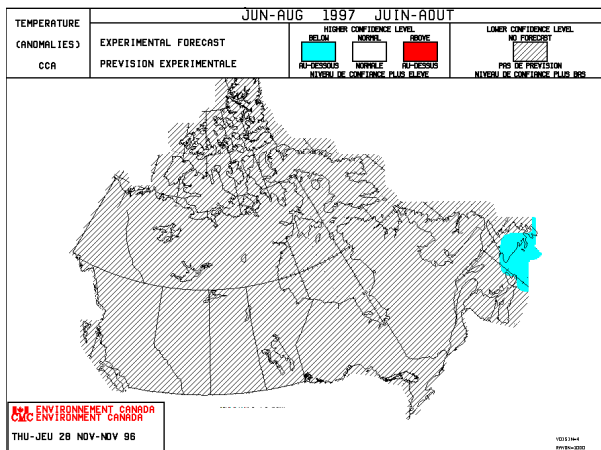 JUN-AUG 1997 JUIN-AOUT
TEMPERATURE
(ANOMALIES)
CCA
EXPERIMENTAL FORECAST
PREVISION EXPERIMENTALE
HIGHER CONFIDENCE LEVEL
BELOW NORMAL ABOVE
AU-DESSOUS NORMALE AU-DESSUS
NIVEAU DE CONFIANCE PLUS ELEVE
LOWER CONFIDENCE LEVEL
NO FORECAST
PAS DE PREVISION
NIVEAU DE CONFIANCE PLUS BAS
CMC ENVIRONNEMENT CANADA
ENVIRONMENT CANADA
THU-JEU 28 NOV-NOV 96